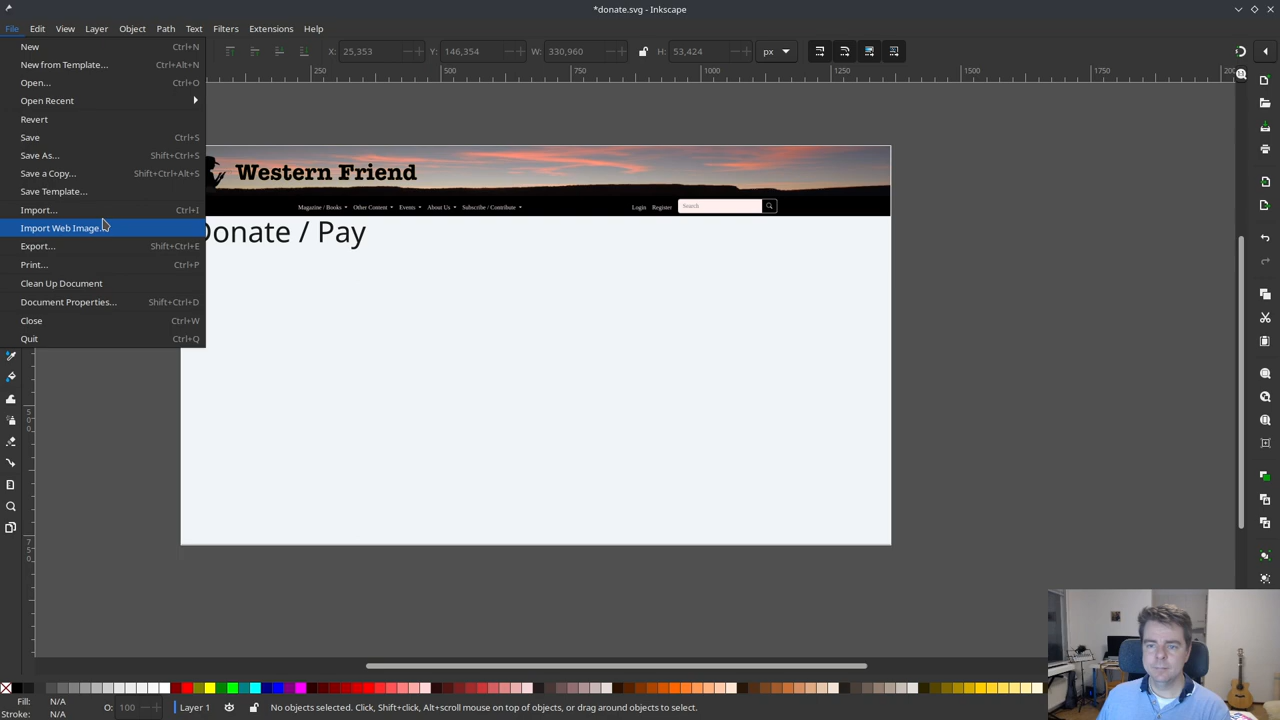 *donate.svg - Inkscape
File Edit View Layer Object Path Text Filters Extensions Help
X: 25,353 Y: 146,354 W: 330,960 H: 53,424 px
New Ctrl+N
New from Template... Ctrl+Alt+N
Open... Ctrl+O
Open Recent
Revert
Save Ctrl+S
Save As... Shift+Ctrl+S
Save a Copy... Shift+Ctrl+Alt+S
Save Template...
Import... Ctrl+I
Import Web Image...
Export... Shift+Ctrl+E
Print... Ctrl+P
Clean Up Document
Document Properties... Shift+Ctrl+D
Close Ctrl+W
Quit Ctrl+Q
250 500 750 1000 1250 1500 1750
Western Friend
Magazine / Books Other Content Events About Us Subscribe / Contribute Login Register Search
Donate / Pay
500
750
Fill: N/A
Stroke: N/A
O: 100
Layer 1
No objects selected. Click, Shift+click, Alt+scroll mouse on top of objects, or drag around objects to select.